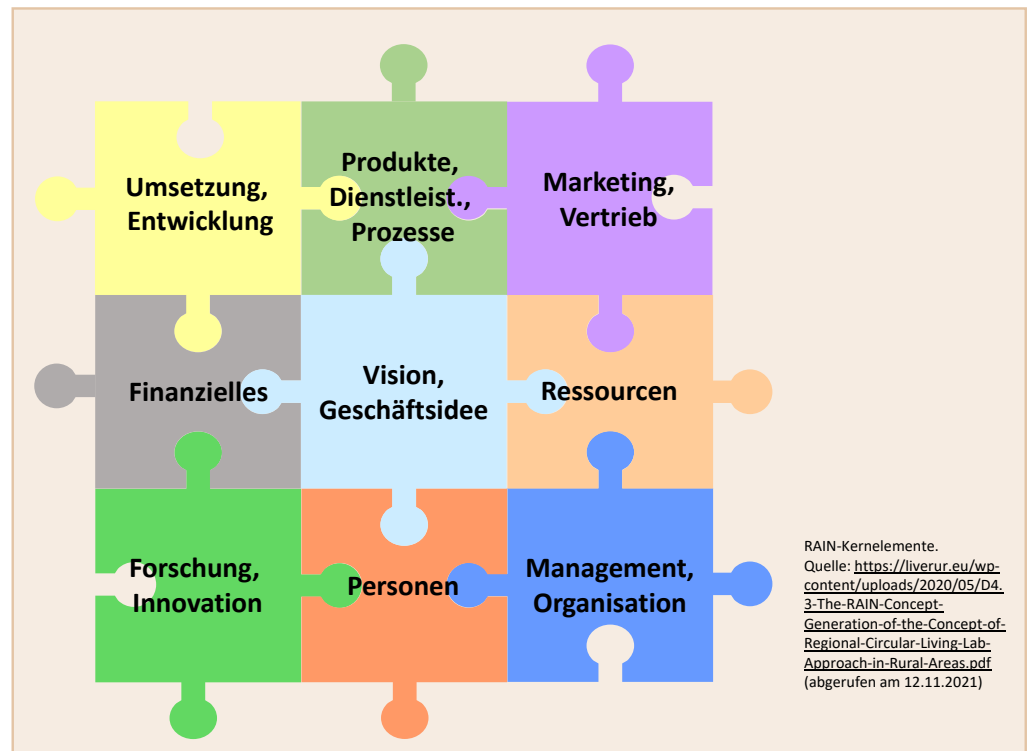 Umsetzung,
Entwicklung
Produkte,
Dienstleist.,
Prozesse
Marketing,
Vertrieb
Finanzielles
Vision,
Geschäftsidee
Ressourcen
Forschung,
Innovation
Personen
Management,
Organisation
RAIN-Kernelemente.
Quelle: https://liverur.eu/wp-
content/uploads/2020/05/D4.
3-The-RAIN-Concept-
Generation-of-the-Concept-of-
Regional-Circular-Living-Lab-
Approach-in-Rural-Areas.pdf
(abgerufen am 12.11.2021)